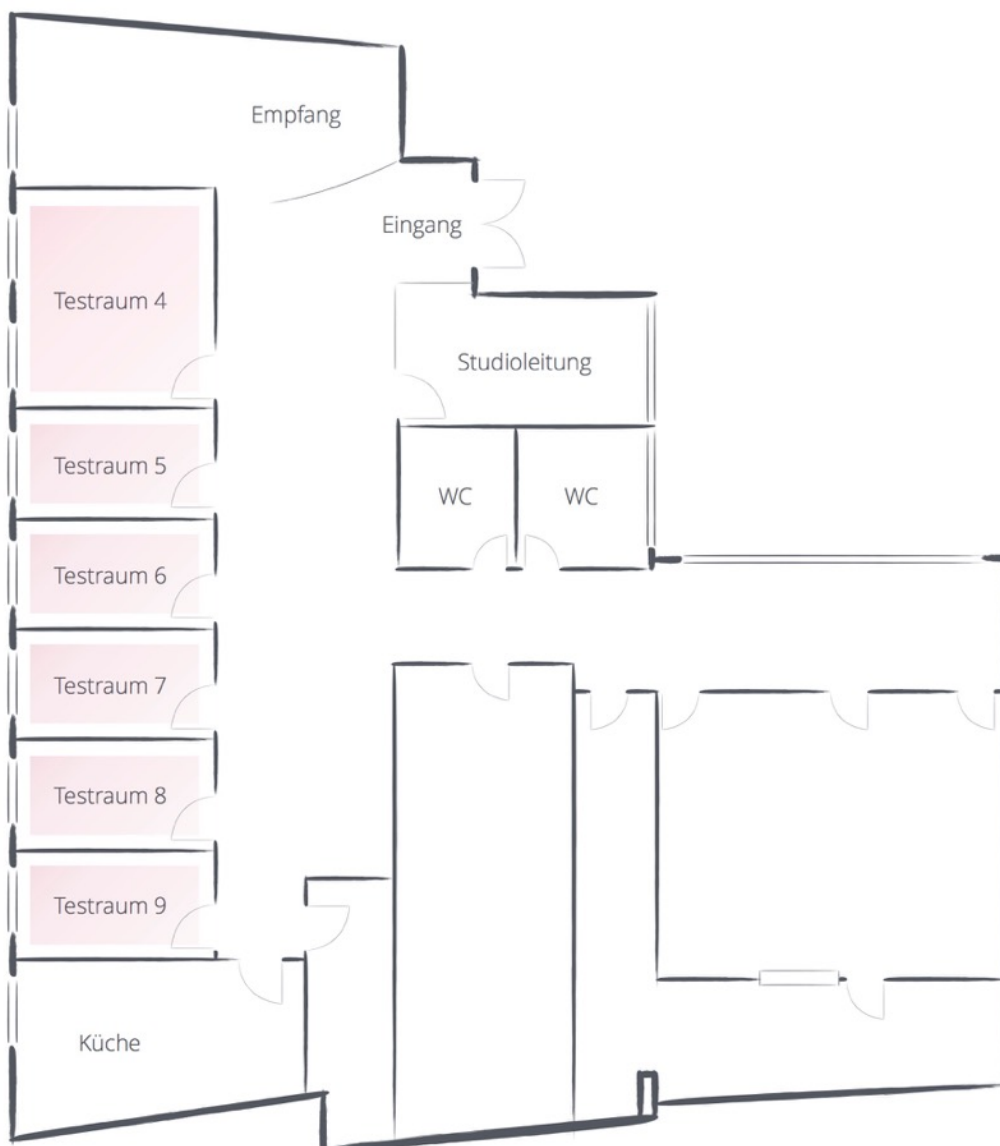 Empfang
Eingang
Testraum 4
Studioleitung
Testraum 5
WC
WC
Testraum 6
Testraum 7
Testraum 8
Testraum 9
Küche